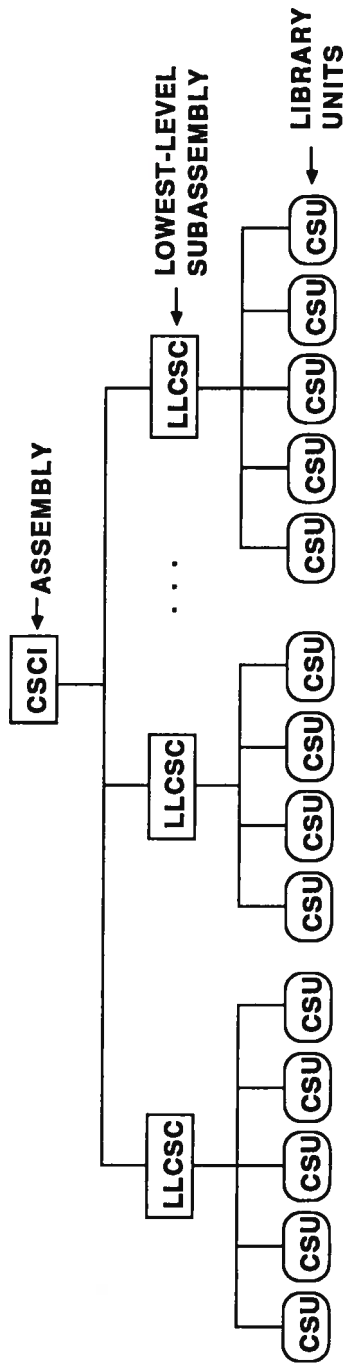 CSCI
ASSEMBLY
LLCSC
LLCSC
. . .
LLCSC
LOWEST-LEVEL
SUBASSEMBLY
CSU
CSU
CSU
CSU
CSU
CSU
CSU
CSU
CSU
CSU
CSU
CSU
CSU
CSU
LIBRARY
UNITS